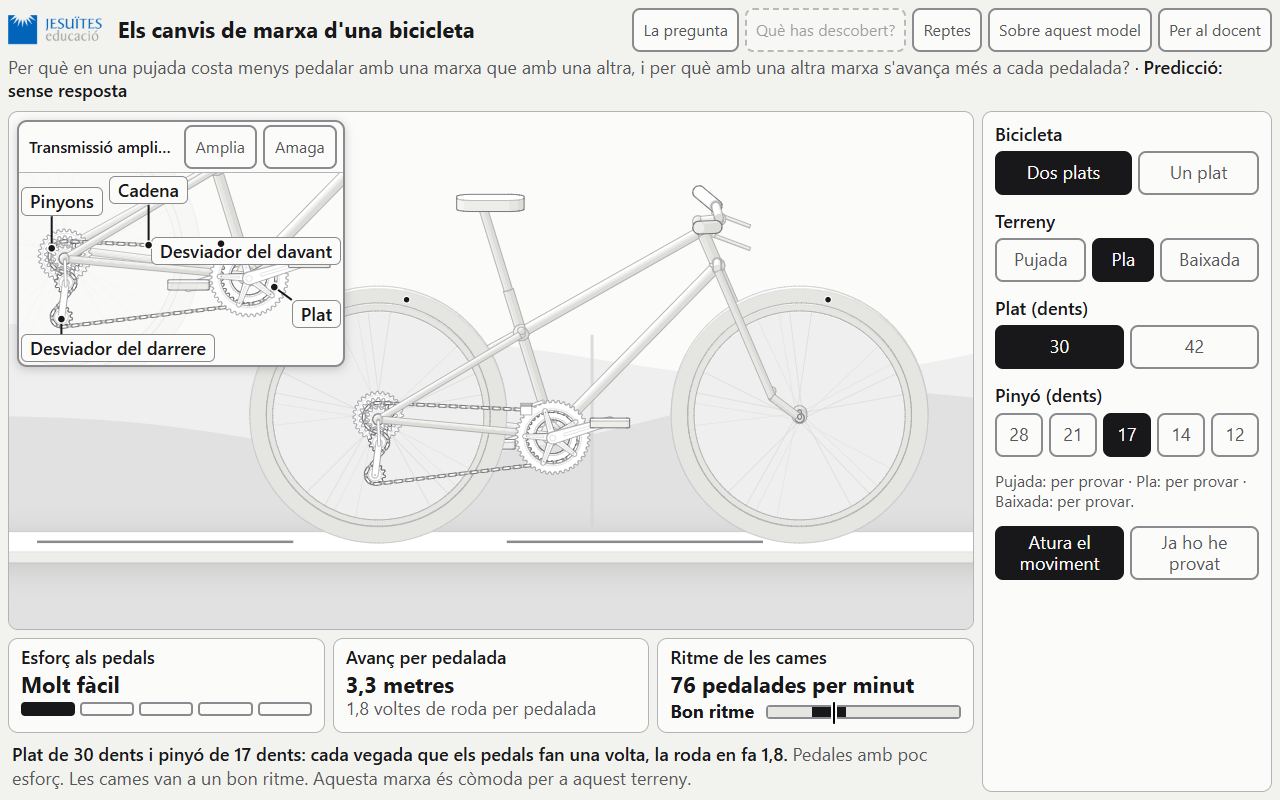 JESUÏTES
educació
Els canvis de marxa d'una bicicleta
La pregunta
Què has descobert?
Reptes
Sobre aquest model
Per al docent
Per què en una pujada costa menys pedalar amb una marxa que amb una altra, i per què amb una altra marxa s'avança més a cada pedalada? · Predicció:
sense resposta
Transmissió ampli...
Amplia
Amaga
Cadena
Pinyons
Desviador del davant
Plat
Desviador del darrere
Bicicleta
Dos plats
Un plat
Terreny
Pujada
Pla
Baixada
Plat (dents)
30
42
Pinyó (dents)
28
21
17
14
12
Pujada: per provar · Pla: per provar ·
Baixada: per provar.
Atura el
moviment
Ja ho he
provat
Esforç als pedals
Molt fàcil
Avanç per pedalada
3,3 metres
1,8 voltes de roda per pedalada
Ritme de les cames
76 pedalades per minut
Bon ritme
Plat de 30 dents i pinyó de 17 dents: cada vegada que els pedals fan una volta, la roda en fa 1,8. Pedales amb poc
esforç. Les cames van a un bon ritme. Aquesta marxa és còmoda per a aquest terreny.